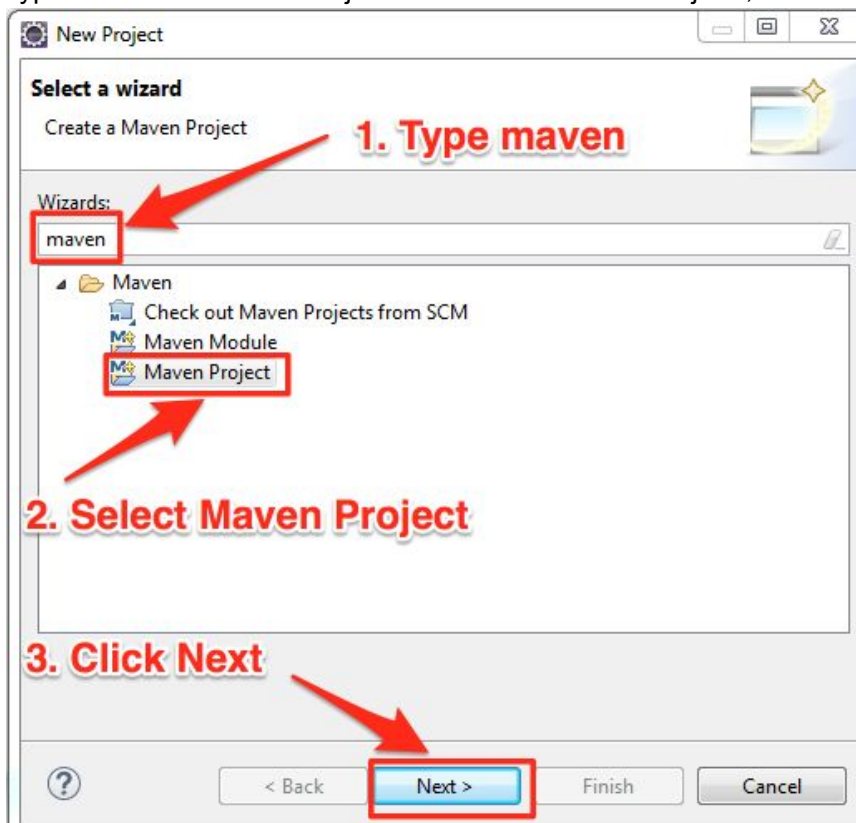 New Project
Select a wizard
Create a Maven Project
1. Type maven
Wizards:
maven
Maven
Check out Maven Projects from SCM
Maven Module
Maven Project
2. Select Maven Project
3. Click Next
< Back Next > Finish Cancel